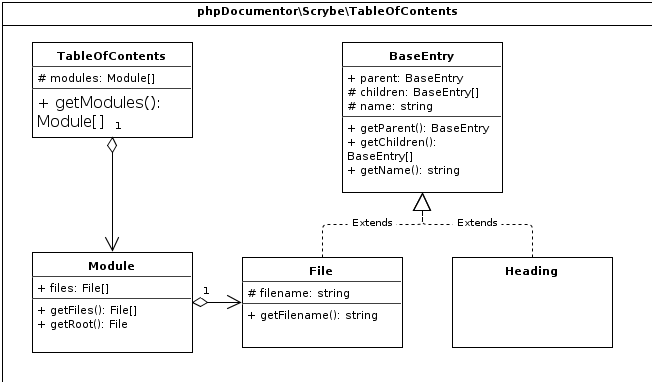 phpDocumentor\Scrybe\TableOfContents
TableOfContents
# modules: Module[]
+ getModules():
Module[]
1
BaseEntry
+ parent: BaseEntry
# children: BaseEntry[]
# name: string
+ getParent(): BaseEntry
+ getChildren():
BaseEntry[]
+ getName(): string
Extends
Extends
Module
+ files: File[]
+ getFiles(): File[]
+ getRoot(): File
1
File
# filename: string
+ getFilename(): string
Heading